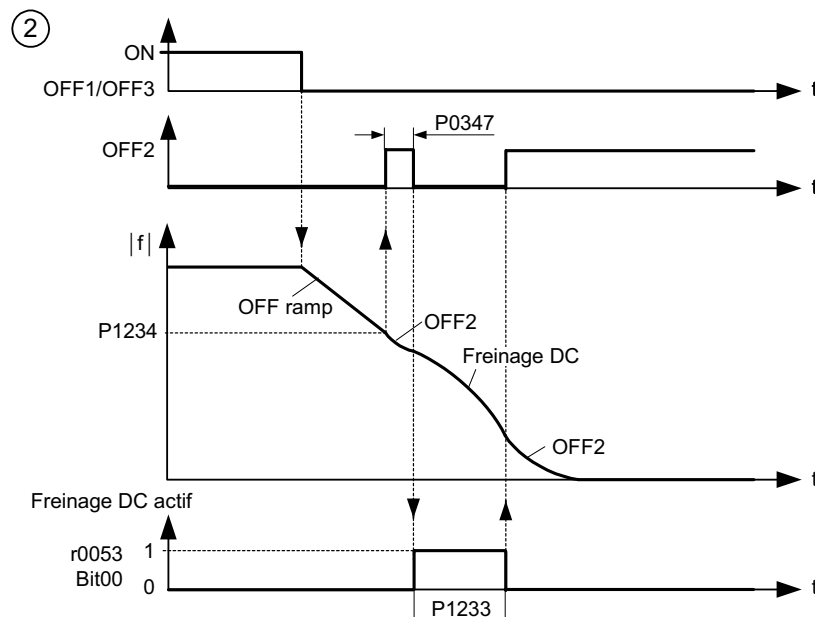 2
ON
OFF1/OFF3
t
P0347
OFF2
t
|f|
OFF ramp
P1234
OFF2
Freinage DC
OFF2
t
Freinage DC actif
r0053 1
Bit00 0
t
P1233